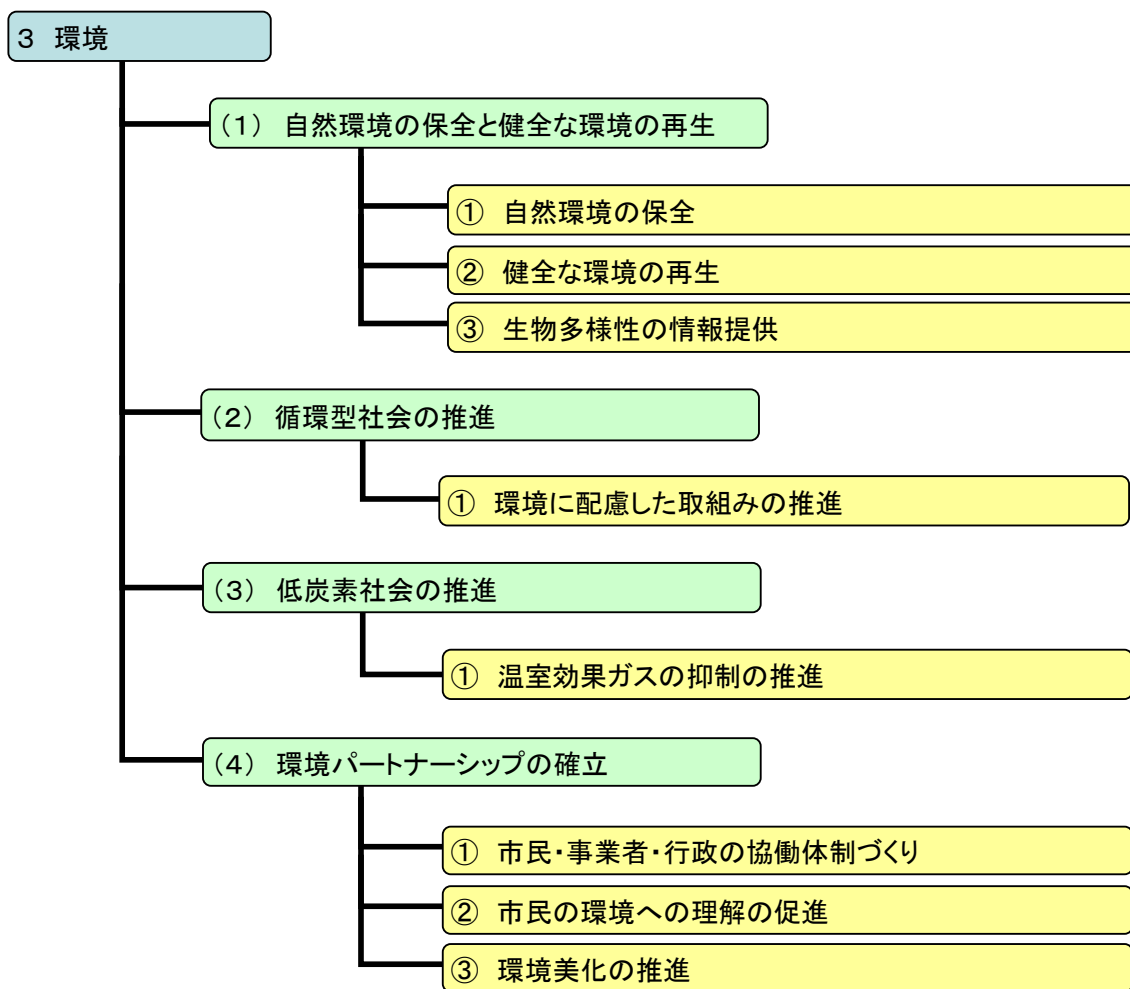 3 環境
(1) 自然環境の保全と健全な環境の再生
① 自然環境の保全
② 健全な環境の再生
③ 生物多様性の情報提供
(2) 循環型社会の推進
① 環境に配慮した取組みの推進
(3) 低炭素社会の推進
① 温室効果ガスの抑制の推進
(4) 環境パートナーシップの確立
① 市民・事業者・行政の協働体制づくり
② 市民の環境への理解の促進
③ 環境美化の推進